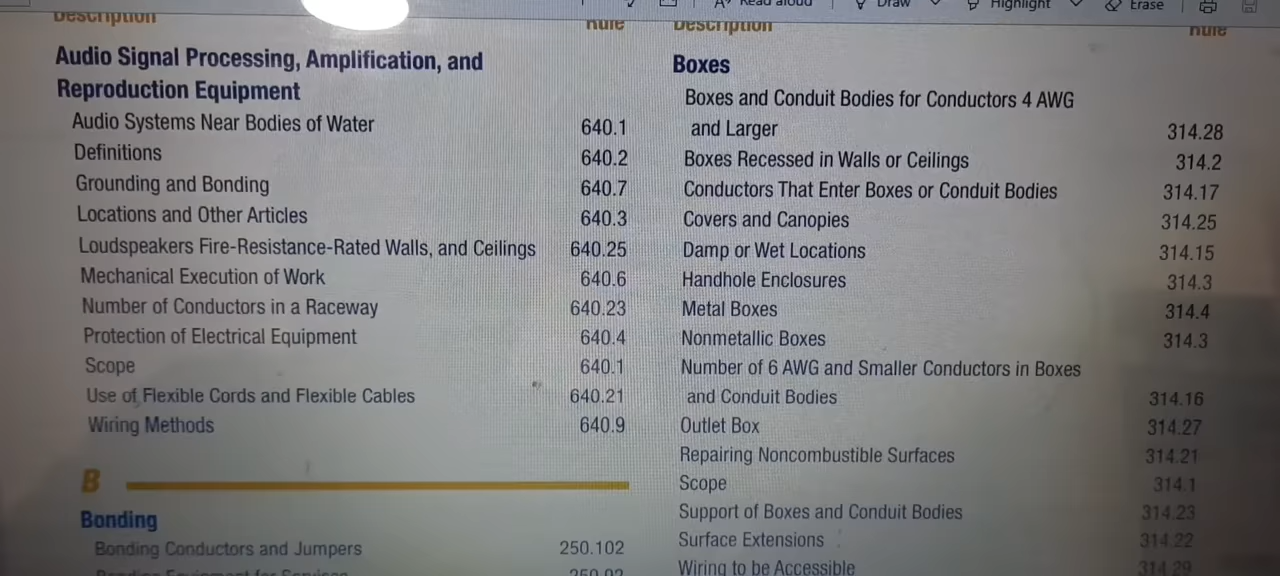 Read aloud
Draw
Highlight
Erase
Description Rule
Audio Signal Processing, Amplification, and
Reproduction Equipment
Audio Systems Near Bodies of Water 640.1
Definitions 640.2
Grounding and Bonding 640.7
Locations and Other Articles 640.3
Loudspeakers Fire-Resistance-Rated Walls, and Ceilings 640.25
Mechanical Execution of Work 640.6
Number of Conductors in a Raceway 640.23
Protection of Electrical Equipment 640.4
Scope 640.1
Use of Flexible Cords and Flexible Cables 640.21
Wiring Methods 640.9
B
Bonding
Bonding Conductors and Jumpers 250.102
Bonding Equipment for Services 250.92
Description Rule
Boxes
Boxes and Conduit Bodies for Conductors 4 AWG
and Larger 314.28
Boxes Recessed in Walls or Ceilings 314.2
Conductors That Enter Boxes or Conduit Bodies 314.17
Covers and Canopies 314.25
Damp or Wet Locations 314.15
Handhole Enclosures 314.3
Metal Boxes 314.4
Nonmetallic Boxes 314.3
Number of 6 AWG and Smaller Conductors in Boxes
and Conduit Bodies 314.16
Outlet Box 314.27
Repairing Noncombustible Surfaces 314.21
Scope 314.1
Support of Boxes and Conduit Bodies 314.23
Surface Extensions 314.22
Wiring to be Accessible 314.29